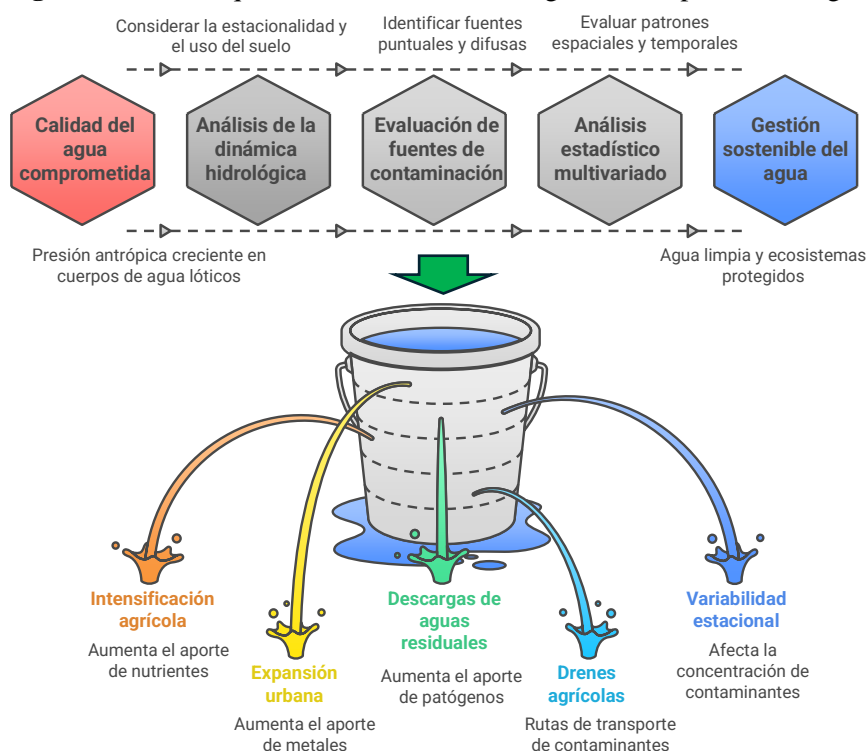 Considerar la estacionalidad y
el uso del suelo
Identificar fuentes
puntuales y difusas
Evaluar patrones
espaciales y temporales
Calidad del
agua
comprometida
Análisis de la
dinámica
hidrológica
Evaluación de
fuentes de
contaminación
Análisis
estadístico
multivariado
Gestión
sostenible del
agua
Presión antrópica creciente en
cuerpos de agua lóticos
Agua limpia y ecosistemas
protegidos
Intensificación
agrícola
Aumenta el aporte
de nutrientes
Expansión
urbana
Aumenta el aporte
de metales
Descargas de
aguas
residuales
Aumenta el aporte
de patógenos
Drenes
agrícolas
Rutas de transporte
de contaminantes
Variabilidad
estacional
Afecta la
concentración de
contaminantes